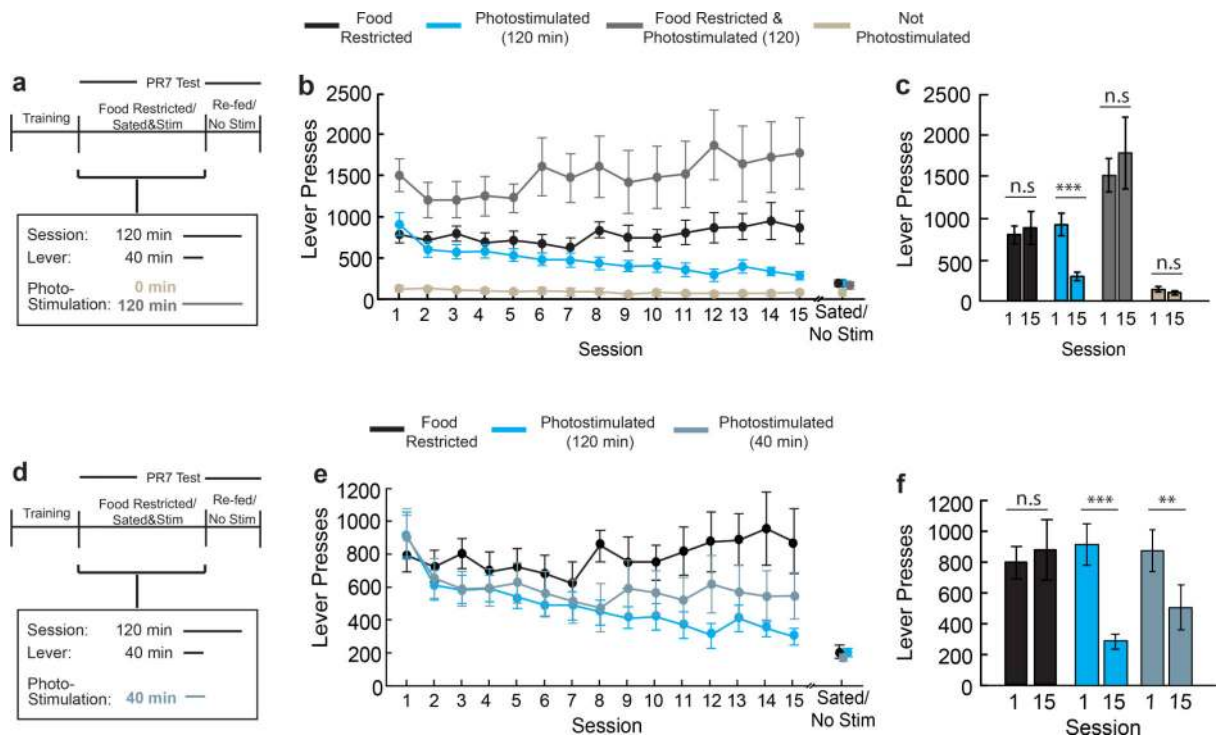 Food
Restricted
Photostimulated
(120 min)
Food Restricted &
Photostimulated (120)
Not
Photostimulated
a
PR7 Test
Training
Food Restricted/
Sated&Stim
Re-fed/
No Stim
Session: 120 min
Lever: 40 min
Photo- 0 min
Stimulation: 120 min
b
Lever Presses
2500
2000
1500
1000
500
0
1 2 3 4 5 6 7 8 9 10 11 12 13 14 15 Sated/
No Stim
Session
c
Lever Presses
2500
2000
1500
1000
500
0
n.s
***
n.s
n.s
1 15 1 15 1 15 1 15
Session
Food
Restricted
Photostimulated
(120 min)
Photostimulated
(40 min)
d
PR7 Test
Training
Food Restricted/
Sated&Stim
Re-fed/
No Stim
Session: 120 min
Lever: 40 min
Photo-
Stimulation: 40 min
e
Lever Presses
1200
1000
800
600
400
200
0
1 2 3 4 5 6 7 8 9 10 11 12 13 14 15 Sated/
No Stim
Session
f
Lever Presses
1200
1000
800
600
400
200
0
n.s
***
**
1 15 1 15 1 15
Session